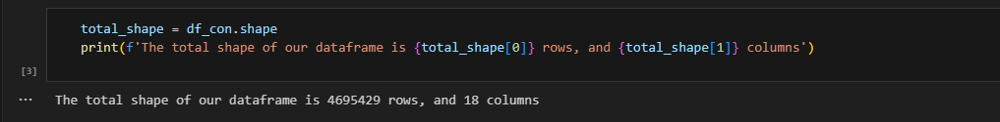 total_shape = df_con.shape
print(f'The total shape of our dataframe is {total_shape[0]} rows, and {total_shape[1]} columns')
[3]
... The total shape of our dataframe is 4695429 rows, and 18 columns